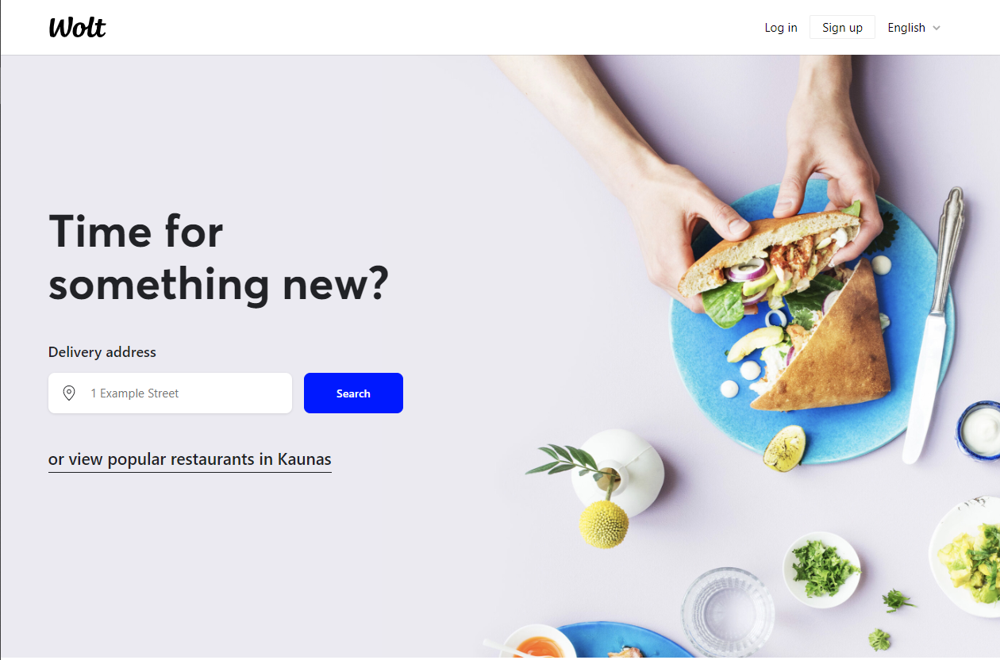 Wolt
Log in
Sign up
English
Time for
something new?
Delivery address
1 Example Street
Search
or view popular restaurants in Kaunas